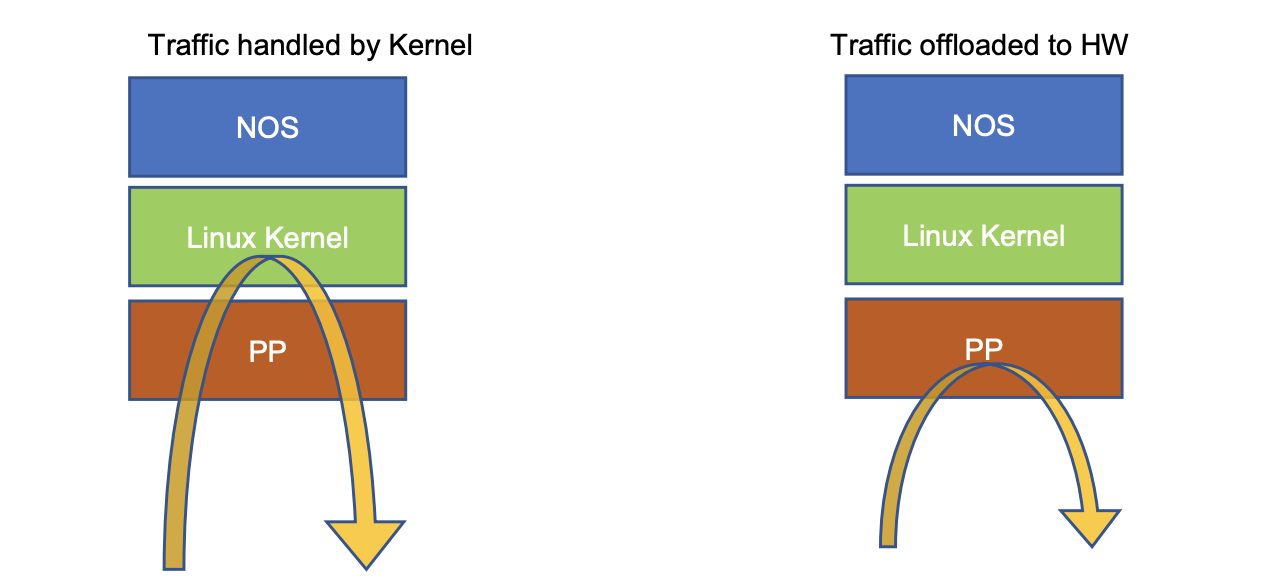 Traffic handled by Kernel
NOS
Linux Kernel
PP
Traffic offloaded to HW
NOS
Linux Kernel
PP